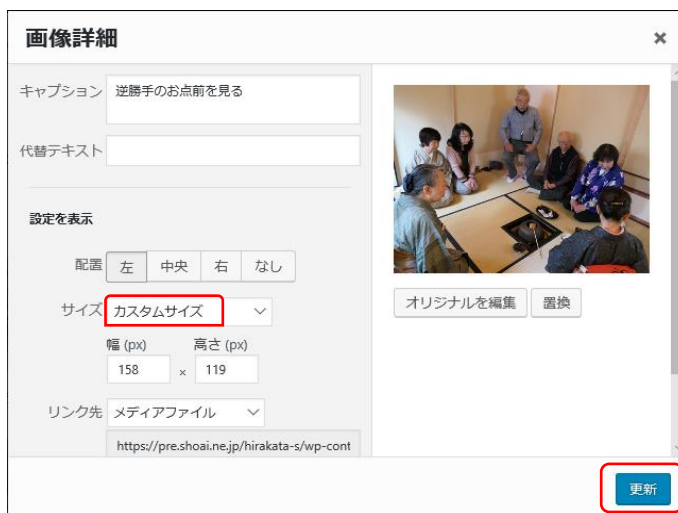 画像詳細
×
キャプション 逆勝手のお点前を見る
代替テキスト
設定を表示
配置 左 中央 右 なし
サイズ カスタムサイズ
幅 (px) 高さ (px)
158 × 119
リンク先 メディアファイル
https://pre.shoai.ne.jp/hirakata-s/wp-cont
オリジナルを編集 置換
更新